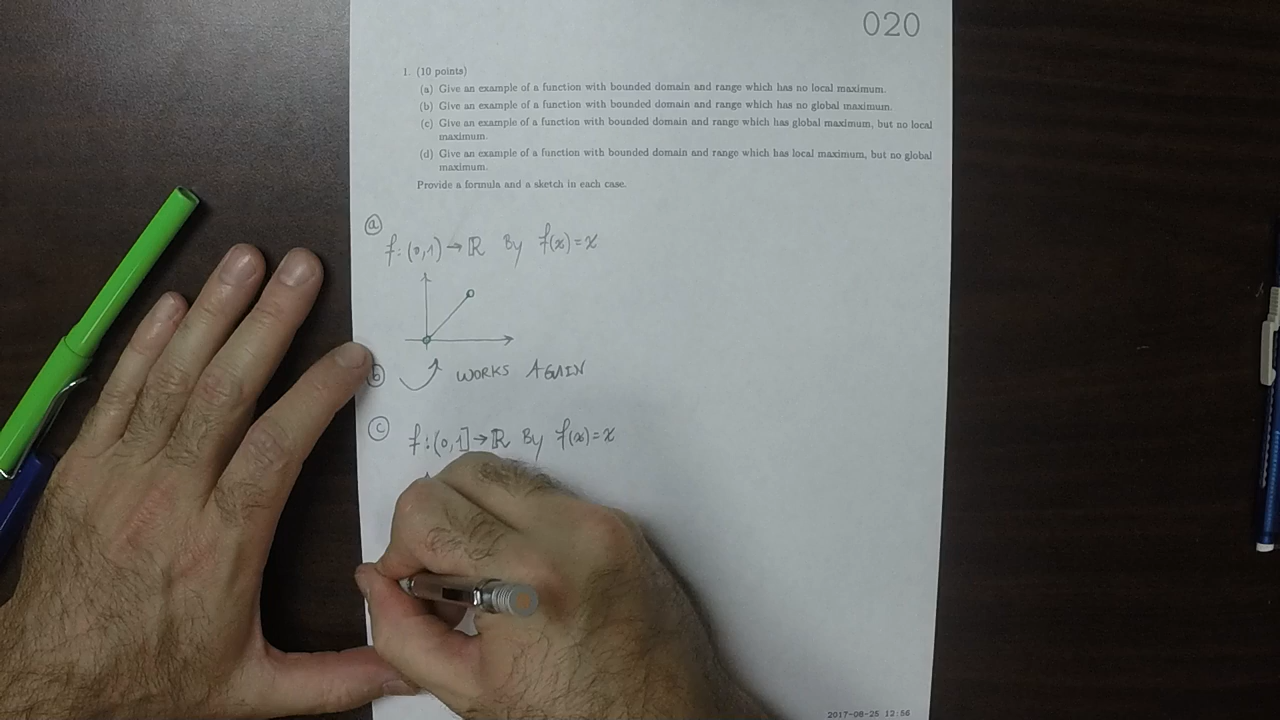 020
1. (10 points)
(a) Give an example of a function with bounded domain and range which has no local maximum.
(b) Give an example of a function with bounded domain and range which has no global maximum.
(c) Give an example of a function with bounded domain and range which has global maximum, but no local
maximum.
(d) Give an example of a function with bounded domain and range which has local maximum, but no global
maximum.
Provide a formula and a sketch in each case.
(a)
f:(0,1)→ℝ By f(x)=x
(b) WORKS AGAIN
(c) f:(0,1]→ℝ By f(x)=x
2017-08-25 12:56